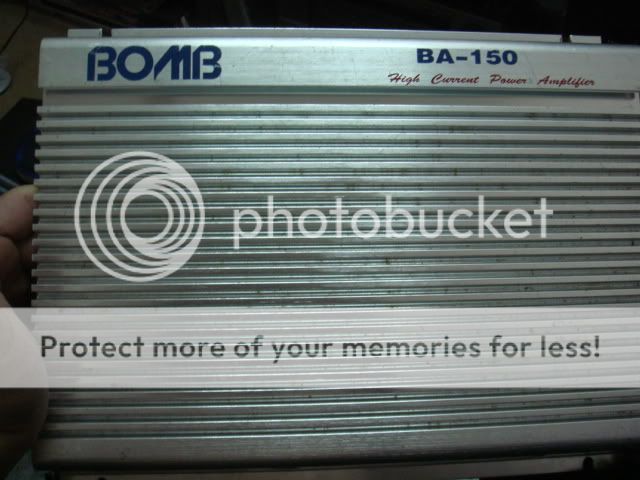 BOMB
BA-150
High Current Power Amplifier
photobucket
Protect more of your memories for less!